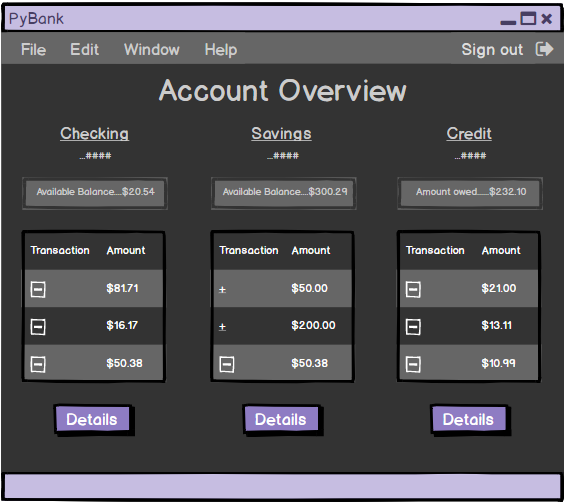 PyBank
File Edit Window Help Sign out
Account Overview
Checking Savings Credit
...#### ...#### ...####
Available Balance....$20.54 Available Balance....$300.29 Amount owed......$232.10
Transaction Amount Transaction Amount Transaction Amount
- $81.71 + $50.00 - $21.00
- $16.17 + $200.00 - $13.11
- $50.38 - $50.38 - $10.99
Details Details Details